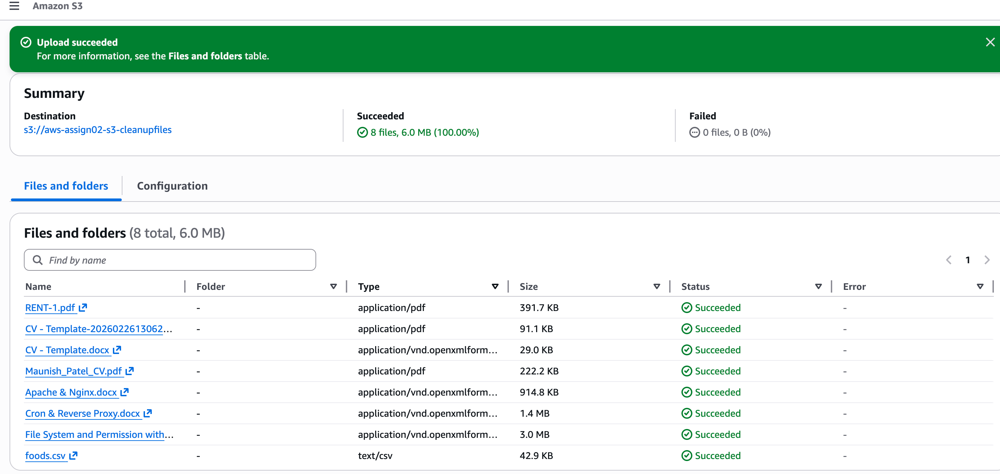 Amazon S3
Upload succeeded
For more information, see the Files and folders table.
Summary
Destination
s3://aws-assign02-s3-cleanupfiles
Succeeded
8 files, 6.0 MB (100.00%)
Failed
0 files, 0 B (0%)
Files and folders
Configuration
Files and folders (8 total, 6.0 MB)
Find by name
1
Name Folder Type Size Status Error
RENT-1.pdf - application/pdf 391.7 KB Succeeded -
CV - Template-2026022613062... - application/pdf 91.1 KB Succeeded -
CV - Template.docx - application/vnd.openxmlform... 29.0 KB Succeeded -
Maunish_Patel_CV.pdf - application/pdf 222.2 KB Succeeded -
Apache & Nginx.docx - application/vnd.openxmlform... 914.8 KB Succeeded -
Cron & Reverse Proxy.docx - application/vnd.openxmlform... 1.4 MB Succeeded -
File System and Permission with... - application/vnd.openxmlform... 3.0 MB Succeeded -
foods.csv - text/csv 42.9 KB Succeeded -